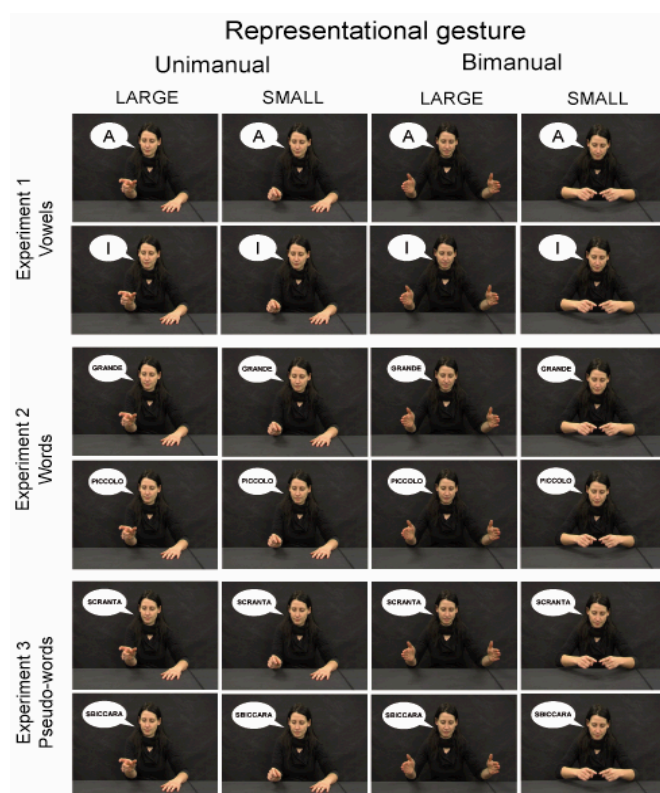 Representational gesture
Unimanual Bimanual
LARGE SMALL LARGE SMALL
Experiment 1
Vowels
A A A A
I I I I
Experiment 2
Words
GRANDE GRANDE GRANDE GRANDE
PICCOLO PICCOLO PICCOLO PICCOLO
Experiment 3
Pseudo-words
SCRANTA SCRANTA SCRANTA SCRANTA
SBICCARA SBICCARA SBICCARA SBICCARA